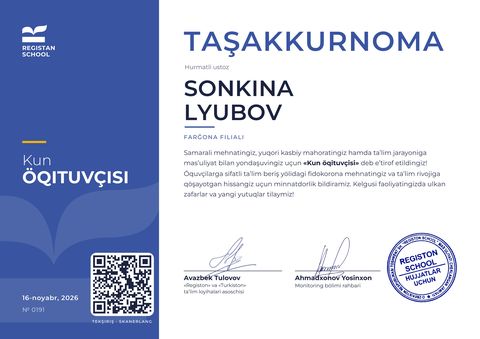 REGISTAN
SCHOOL
Kun
ÖQITUVÇISI
16-noyabr, 2026
№ 0191
TEKŞIRIŞ - SKANERLANG
TAŞAKKURNOMA
Hurmatli ustoz
SONKINA
LYUBOV
FARĞONA FILIALI
Samarali mehnatingiz, yuqori kasbiy mahoratingiz hamda ta'lim jarayoniga
mas'uliyat bilan yondaşuvingiz uçun «Kun öqituvçisi» deb e'tirof etildingiz!
Öquvçilarga sifatli ta'lim beriş yölidagi fidokorona mehnatingiz va ta'lim rivojiga
qöşayotgan hissangiz uçun minnatdorlik bildiramiz. Kelgusi faoliyatingizda ulkan
zafarlar va yangi yutuqlar tilaymiz!
Avazbek Tulovov
«Registon» va «Turkiston»
ta'lim loyihalari asoschisi
Ahmadxonov Yosinxon
Monitoring bölimi rahbari
REGISTON
SCHOOL
HUJJATLAR
UCHUN